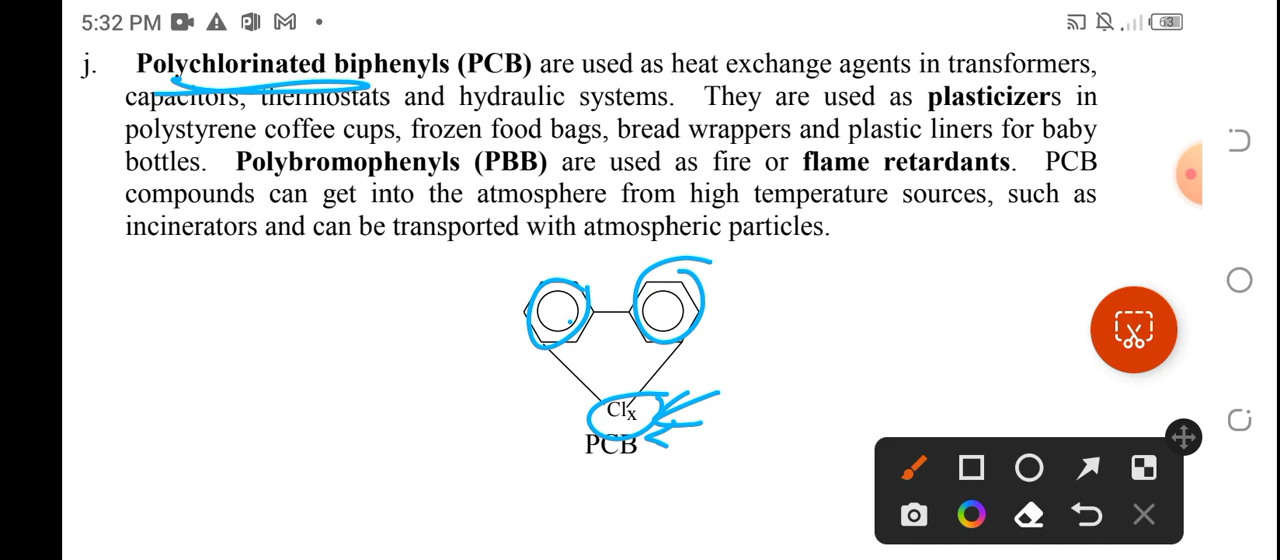 5:32 PM
63
j. Polychlorinated biphenyls (PCB) are used as heat exchange agents in transformers,
capacitors, thermostats and hydraulic systems. They are used as plasticizers in
polystyrene coffee cups, frozen food bags, bread wrappers and plastic liners for baby
bottles. Polybromophenyls (PBB) are used as fire or flame retardants. PCB
compounds can get into the atmosphere from high temperature sources, such as
incinerators and can be transported with atmospheric particles.
Clx
PCB